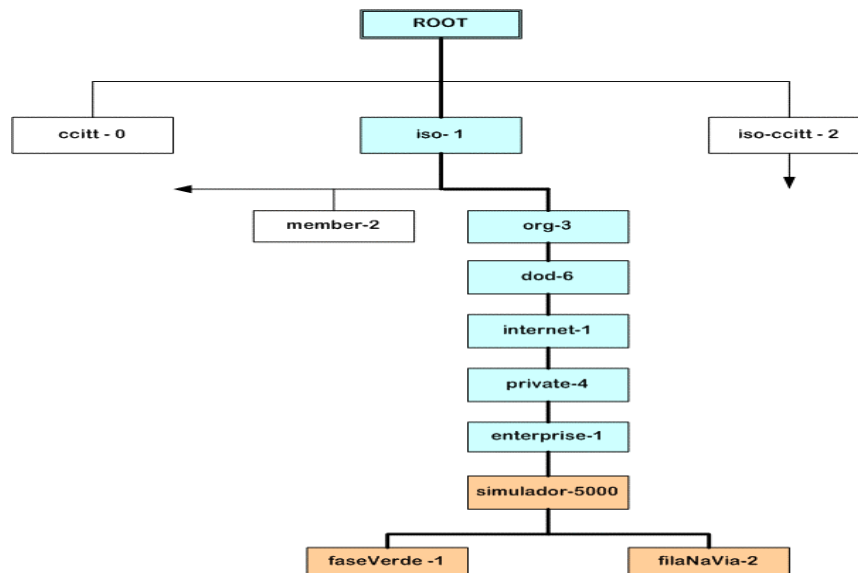 ROOT
ccitt - 0
iso- 1
iso-ccitt - 2
member-2
org-3
dod-6
internet-1
private-4
enterprise-1
simulador-5000
faseVerde -1
filaNaVia-2